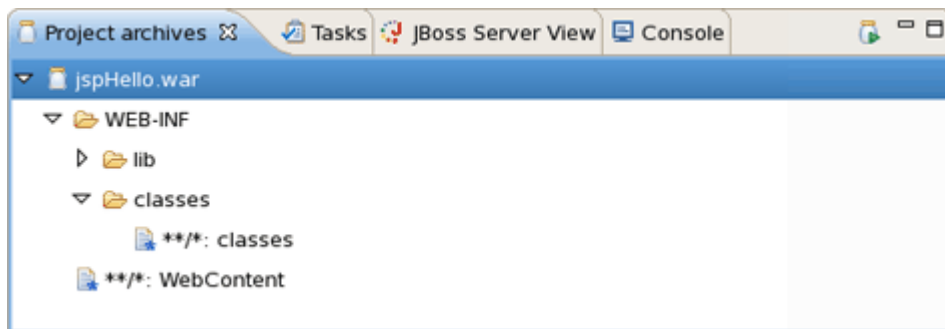 Project archives Tasks JBoss Server View Console
jspHello.war
WEB-INF
lib
classes
**/*: classes
**/*: WebContent